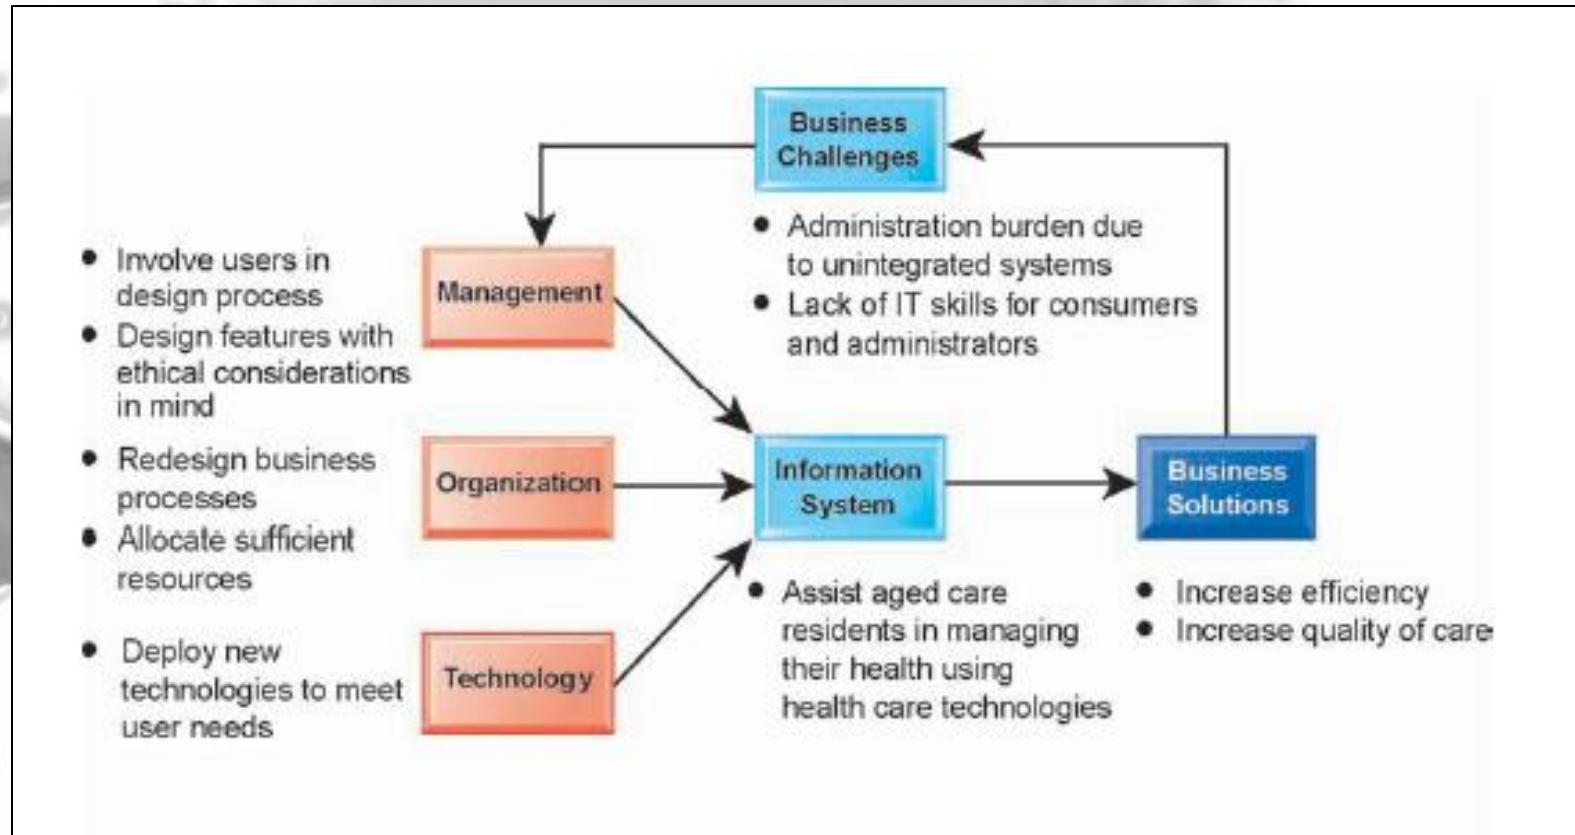 Business
Challenges
● Administration burden due
to unintegrated systems
● Lack of IT skills for consumers
and administrators
● Involve users in
design process
● Design features with
ethical considerations
in mind
Management
● Redesign business
processes
● Allocate sufficient
resources
Organization
● Deploy new
technologies to meet
user needs
Technology
Information
System
● Assist aged care
residents in managing
their health using
health care technologies
Business
Solutions
● Increase efficiency
● Increase quality of care